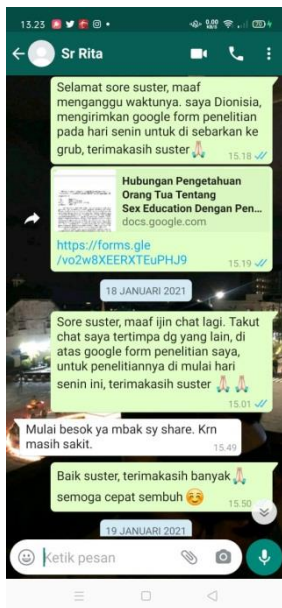 13.23
Sr Rita
Selamat sore suster, maaf
menganggu waktunya. saya Dionisia,
mengirimkan google form penelitian
pada hari senin untuk di sebarkan ke
grub, terimakasih suster🙏🏻
15.18
Hubungan Pengetahuan
Orang Tua Tentang
Sex Education Dengan Pen...
docs.google.com
https://forms.gle
/vo2w8XEERXTEuPHJ9
15.19
18 JANUARI 2021
Sore suster, maaf ijin chat lagi. Takut
chat saya tertimpa dg yang lain, di
atas google form penelitian saya,
untuk penelitiannya di mulai hari
senin ini, terimakasih suster 🙏🏻 🙏🏻
15.01
Mulai besok ya mbak sy share. Krn
masih sakit.
15.49
Baik suster, terimakasih banyak🙏🏻
semoga cepat sembuh ☺️
15.50
19 JANUARI 2021
Ketik pesan